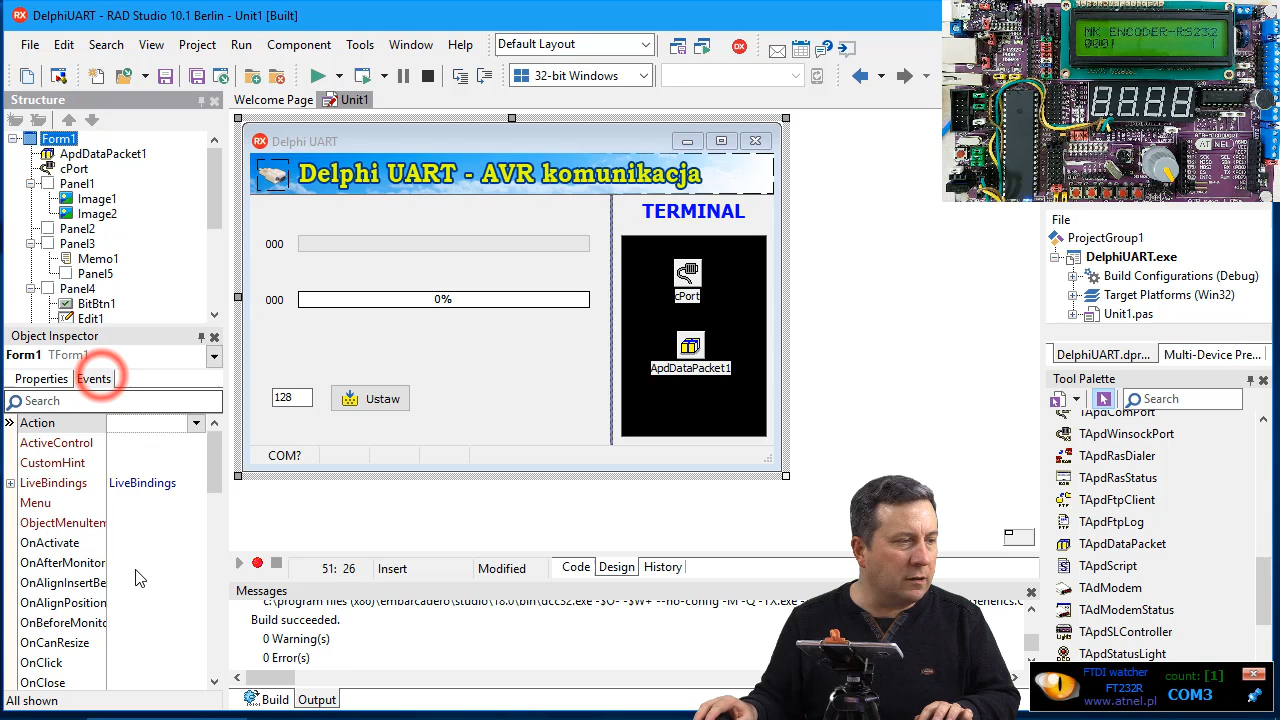 DelphiUART - RAD Studio 10.1 Berlin - Unit1 [Built]
File Edit Search View Project Run Component Tools Window Help
Default Layout
32-bit Windows
Structure
Form1
ApdDataPacket1
cPort
Panel1
Image1
Image2
Panel2
Panel3
Memo1
Panel5
Panel4
BitBtn1
Edit1
Object Inspector
Form1 TForm1
Properties Events
Search
Action
ActiveControl
CustomHint
LiveBindings LiveBindings
Menu
ObjectMenuItem
OnActivate
OnAfterMonitor
OnAlignInsertBe
OnAlignPosition
OnBeforeMonito
OnCanResize
OnClick
OnClose
All shown
Welcome Page Unit1
Delphi UART
Delphi UART - AVR komunikacja
000
000 0%
128 Ustaw
COM?
TERMINAL
cPort
ApdDataPacket1
51: 26 Insert Modified Code Design History
Messages
Build succeeded.
0 Warning(s)
0 Error(s)
Build Output
MK ENCODER-RS232
0001 1
ATNEL
File
ProjectGroup1
DelphiUART.exe
Build Configurations (Debug)
Target Platforms (Win32)
Unit1.pas
DelphiUART.dpr... Multi-Device Pre...
Tool Palette
Search
TApdComPort
TApdWinsockPort
TApdRasDialer
TApdRasStatus
TApdFtpClient
TApdFtpLog
TApdDataPacket
TApdScript
TAdModem
TAdModemStatus
TApdSLController
TApdStatusLight
FTDI watcher count: [1]
FT232R
COM3
www.atnel.pl